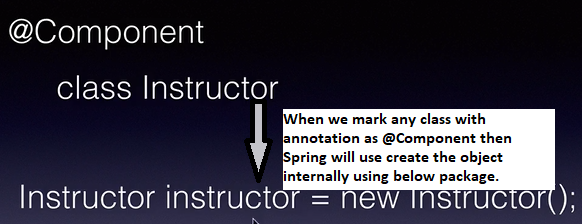 @Component
class Instructor
When we mark any class with
annotation as @Component then
Spring will use create the object
internally using below package.
Instructor instructor = new Instructor();